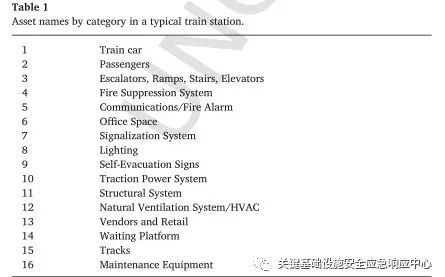 Table 1
Asset names by category in a typical train station.
1 Train car
2 Passengers
3 Escalators, Ramps, Stairs, Elevators
4 Fire Suppression System
5 Communications/Fire Alarm
6 Office Space
7 Signalization System
8 Lighting
9 Self-Evacuation Signs
10 Traction Power System
11 Structural System
12 Natural Ventilation System/HVAC
13 Vendors and Retail
14 Waiting Platform
15 Tracks
16 Maintenance Equipment
关键基础设施安全应急响应中心